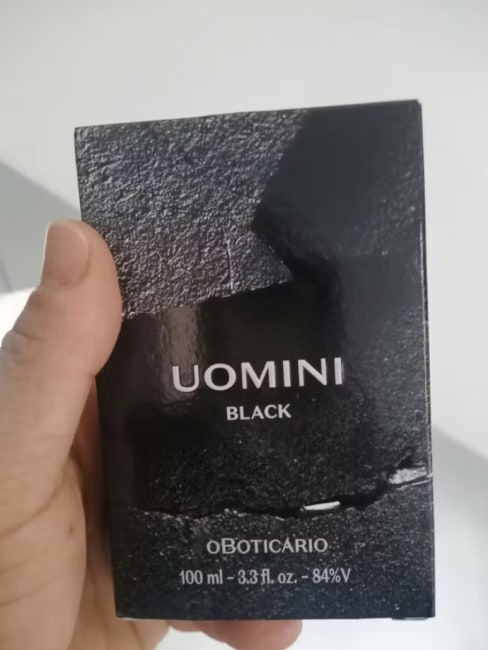 UOMINI
BLACK
oBOTICÁRIO
100 ml - 3.3 fl. oz. - 84%V